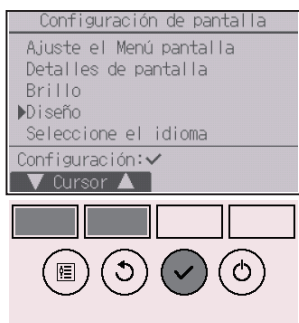 Configuración de pantalla
Ajuste el Menú pantalla
Detalles de pantalla
Brillo
▶Diseño
Seleccione el idioma
Configuración:✓
▼ Cursor ▲